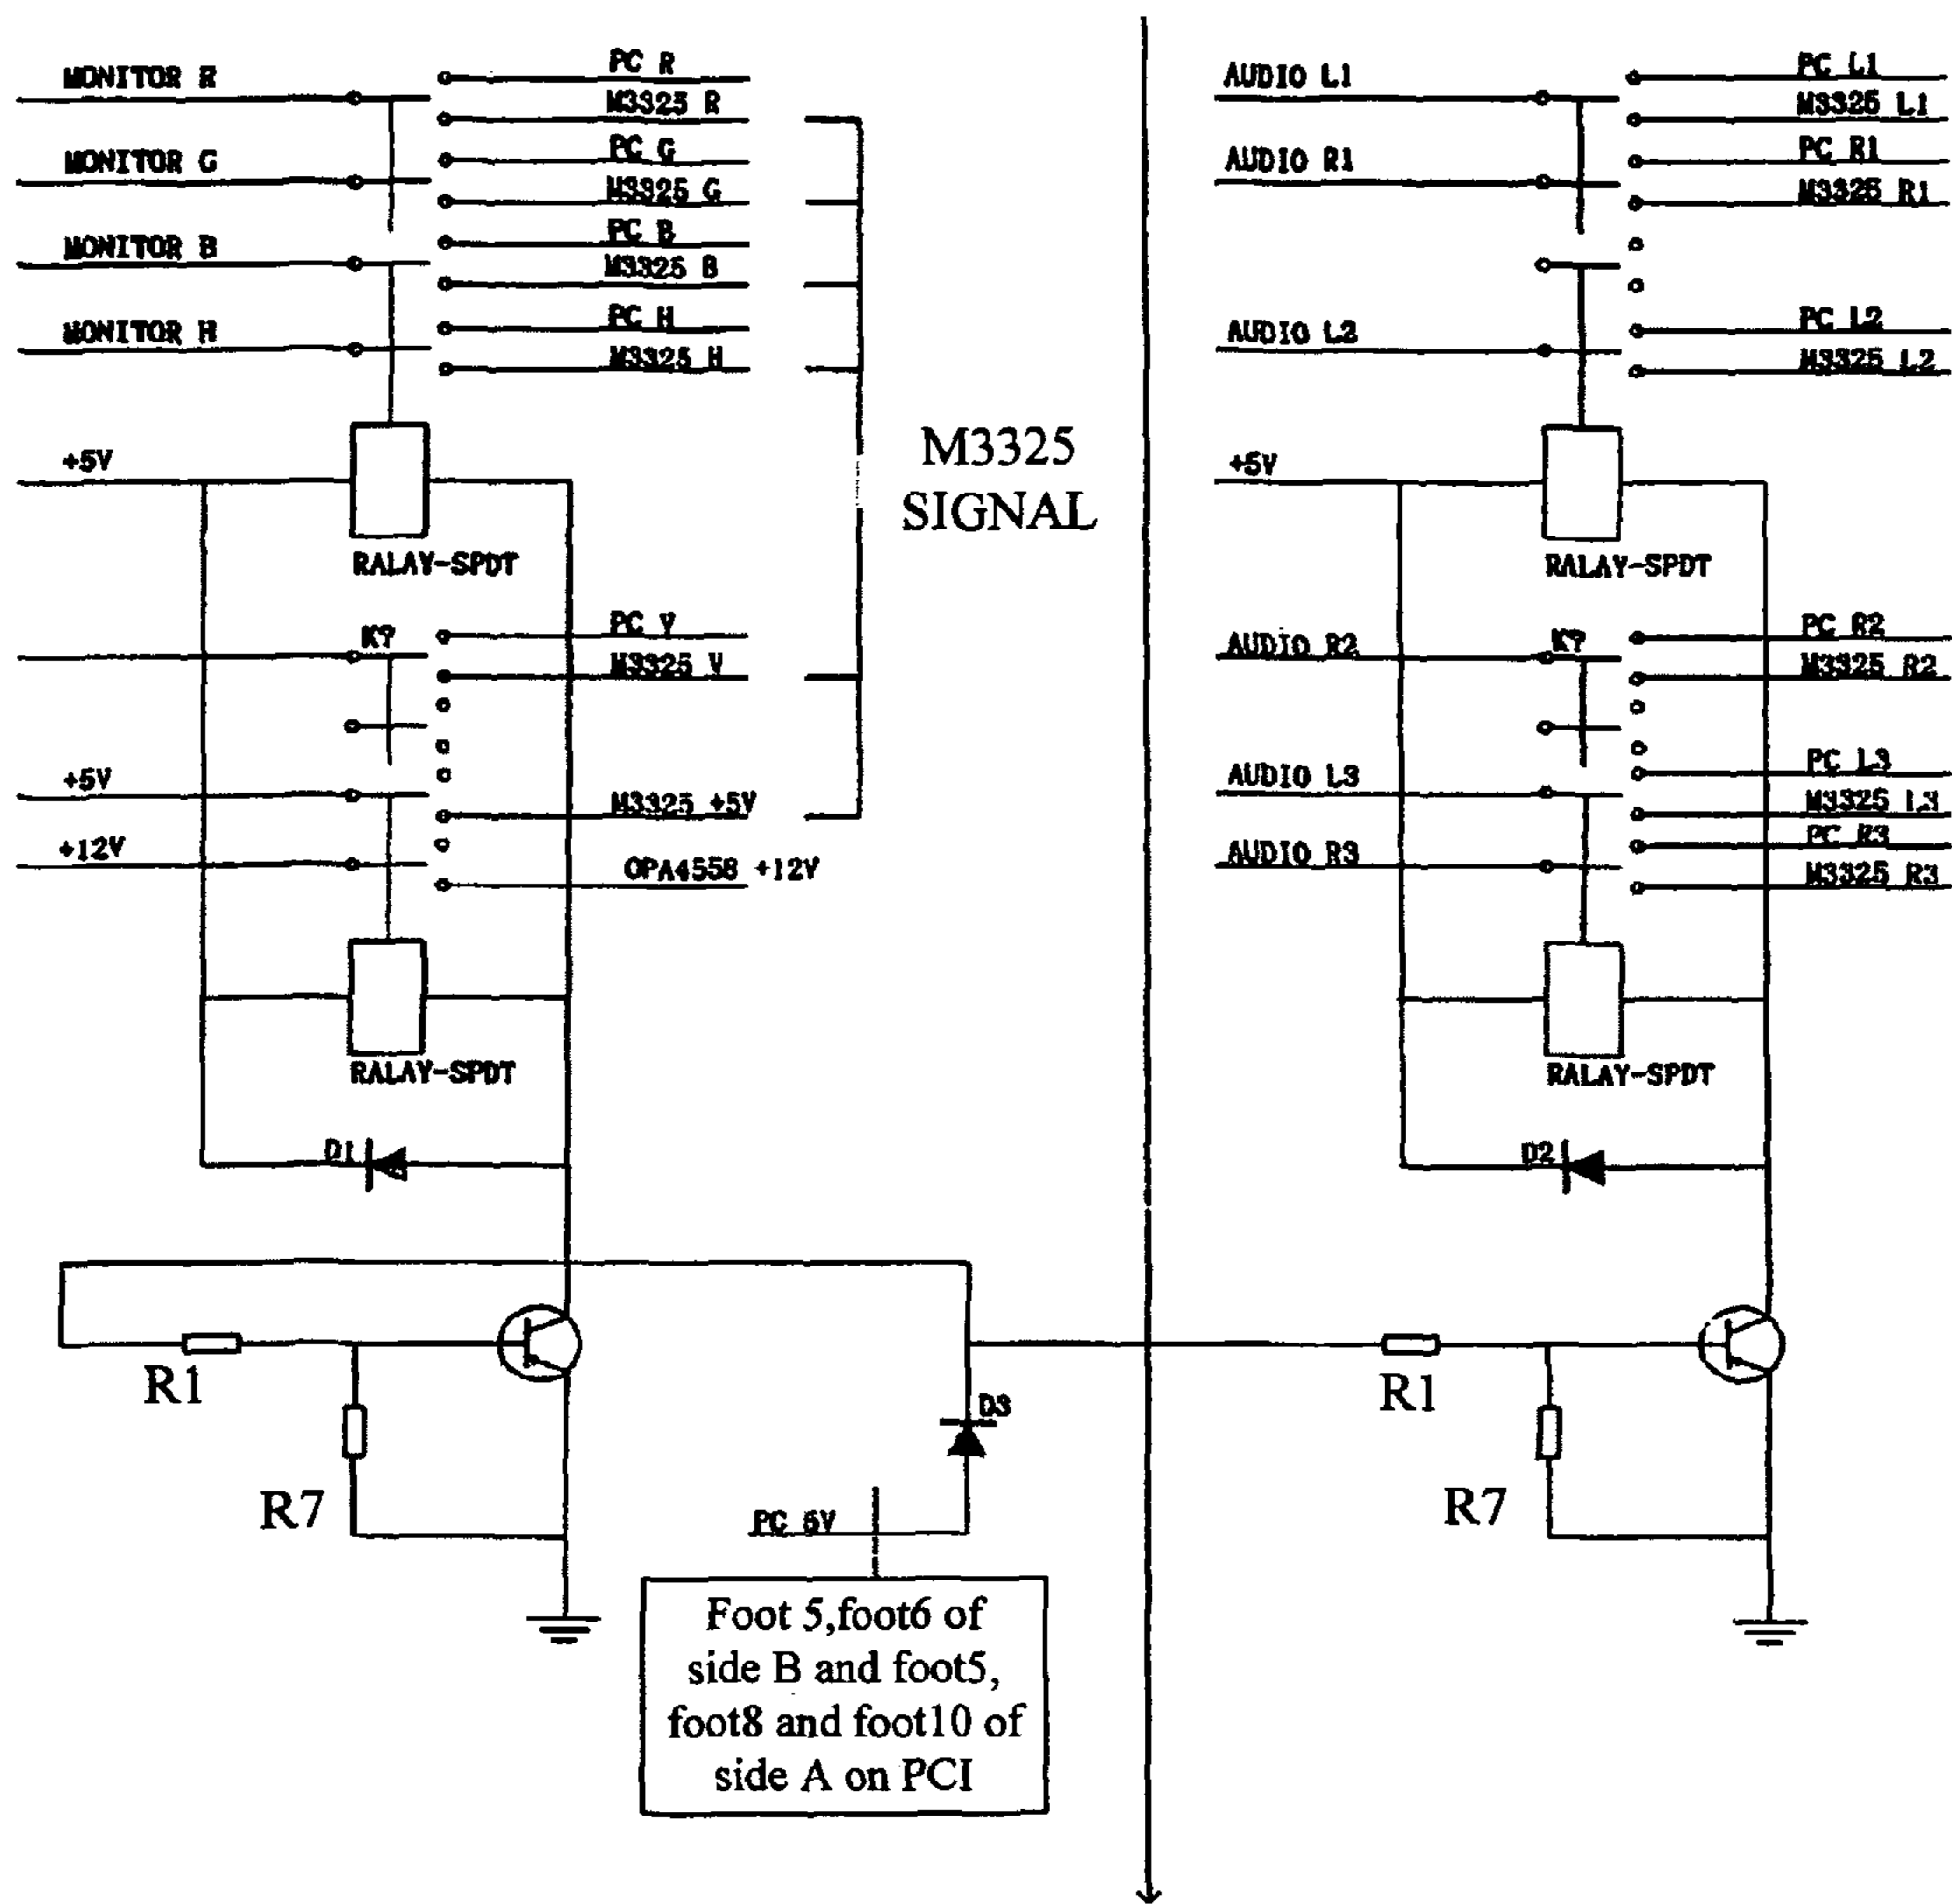 MONITOR R
PC R
M3325 R
MONITOR G
PC G
M3325 G
MONITOR B
PC B
M3325 B
MONITOR H
PC H
M3325 H
+5V
RALAY-SPDT
M3325
SIGNAL
K?
PC V
M3325 V
+5V
M3325 +5V
+12V
OPA4558 +12V
RALAY-SPDT
D1
R1
R7
D3
PC 5V
Foot 5,foot6 of
side B and foot5,
foot8 and foot10 of
side A on PCI
AUDIO L1
PC L1
M3325 L1
AUDIO R1
PC R1
M3325 R1
AUDIO L2
PC L2
M3325 L2
+5V
RALAY-SPDT
AUDIO R2
K?
PC R2
M3325 R2
AUDIO L3
PC L3
M3325 L3
AUDIO R3
PC R3
M3325 R3
RALAY-SPDT
D2
R1
R7